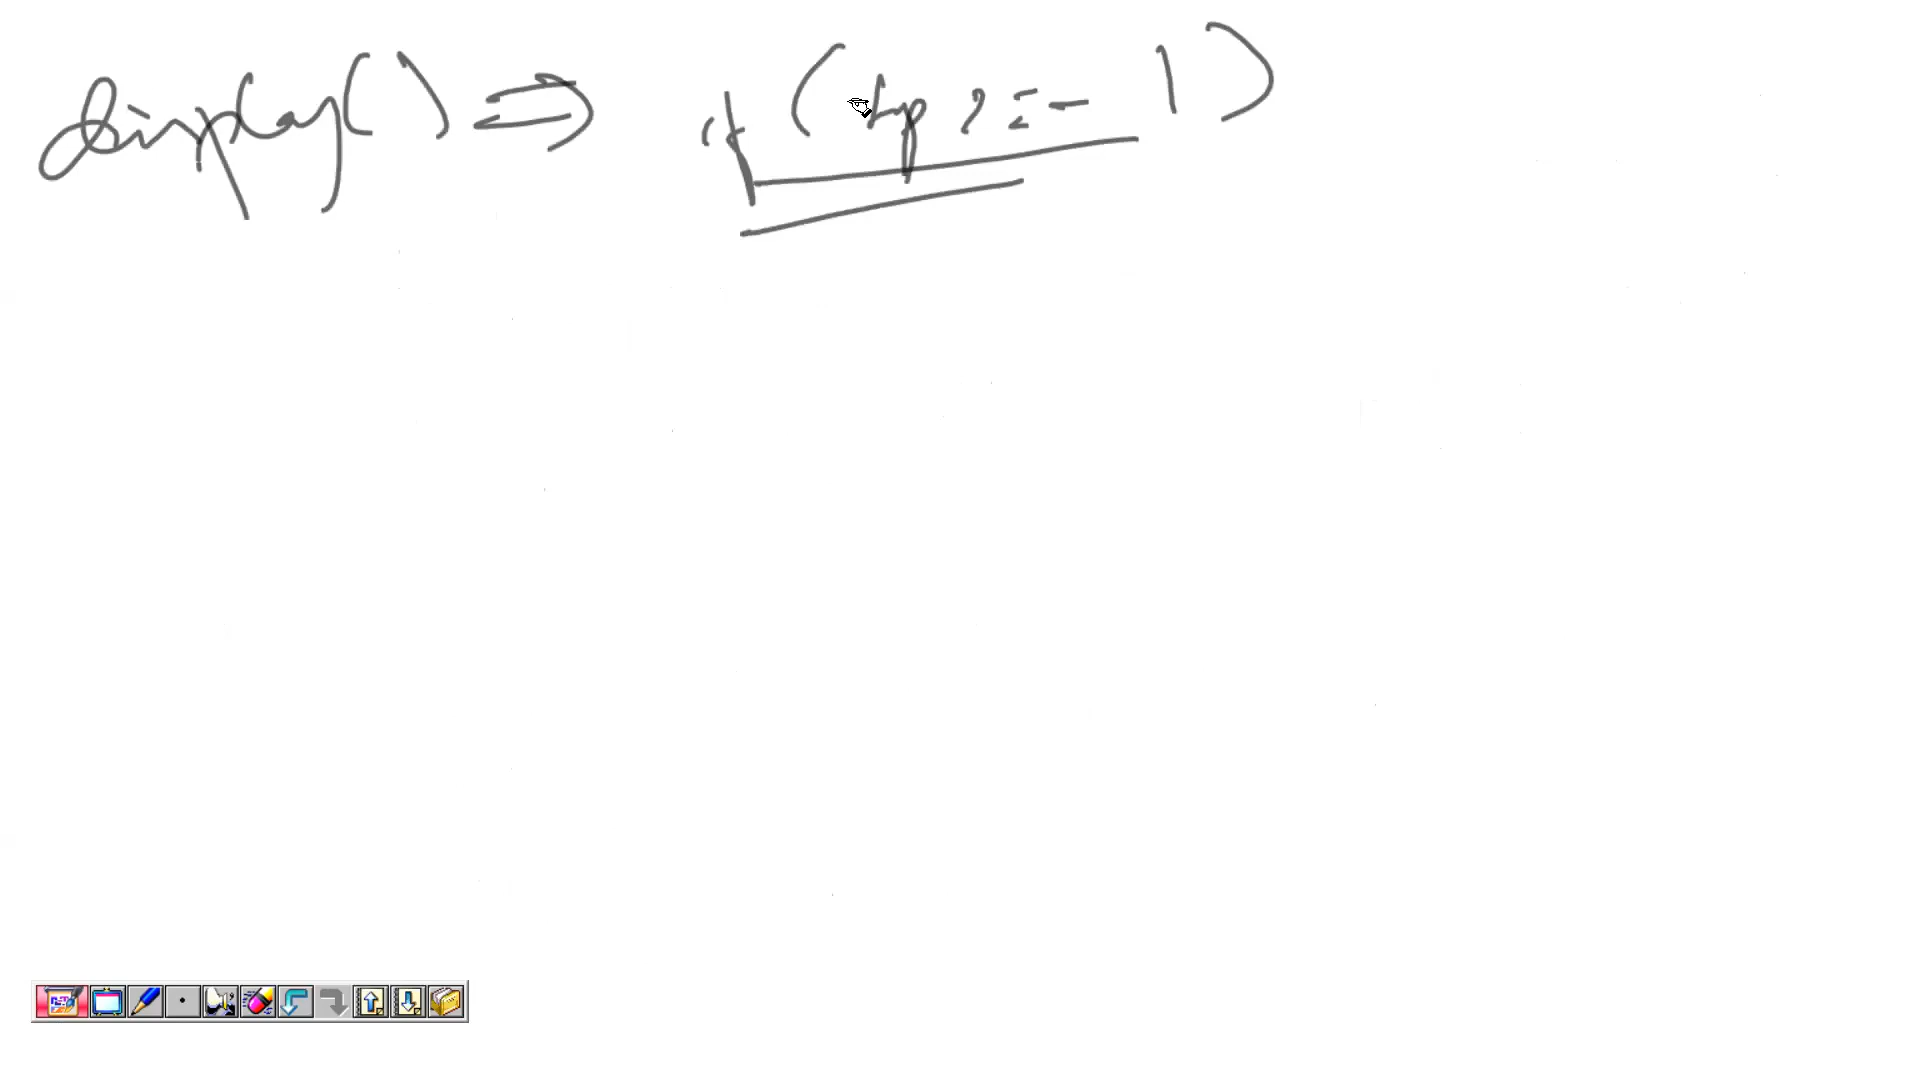 display() ⇒ if (top >= - 1)